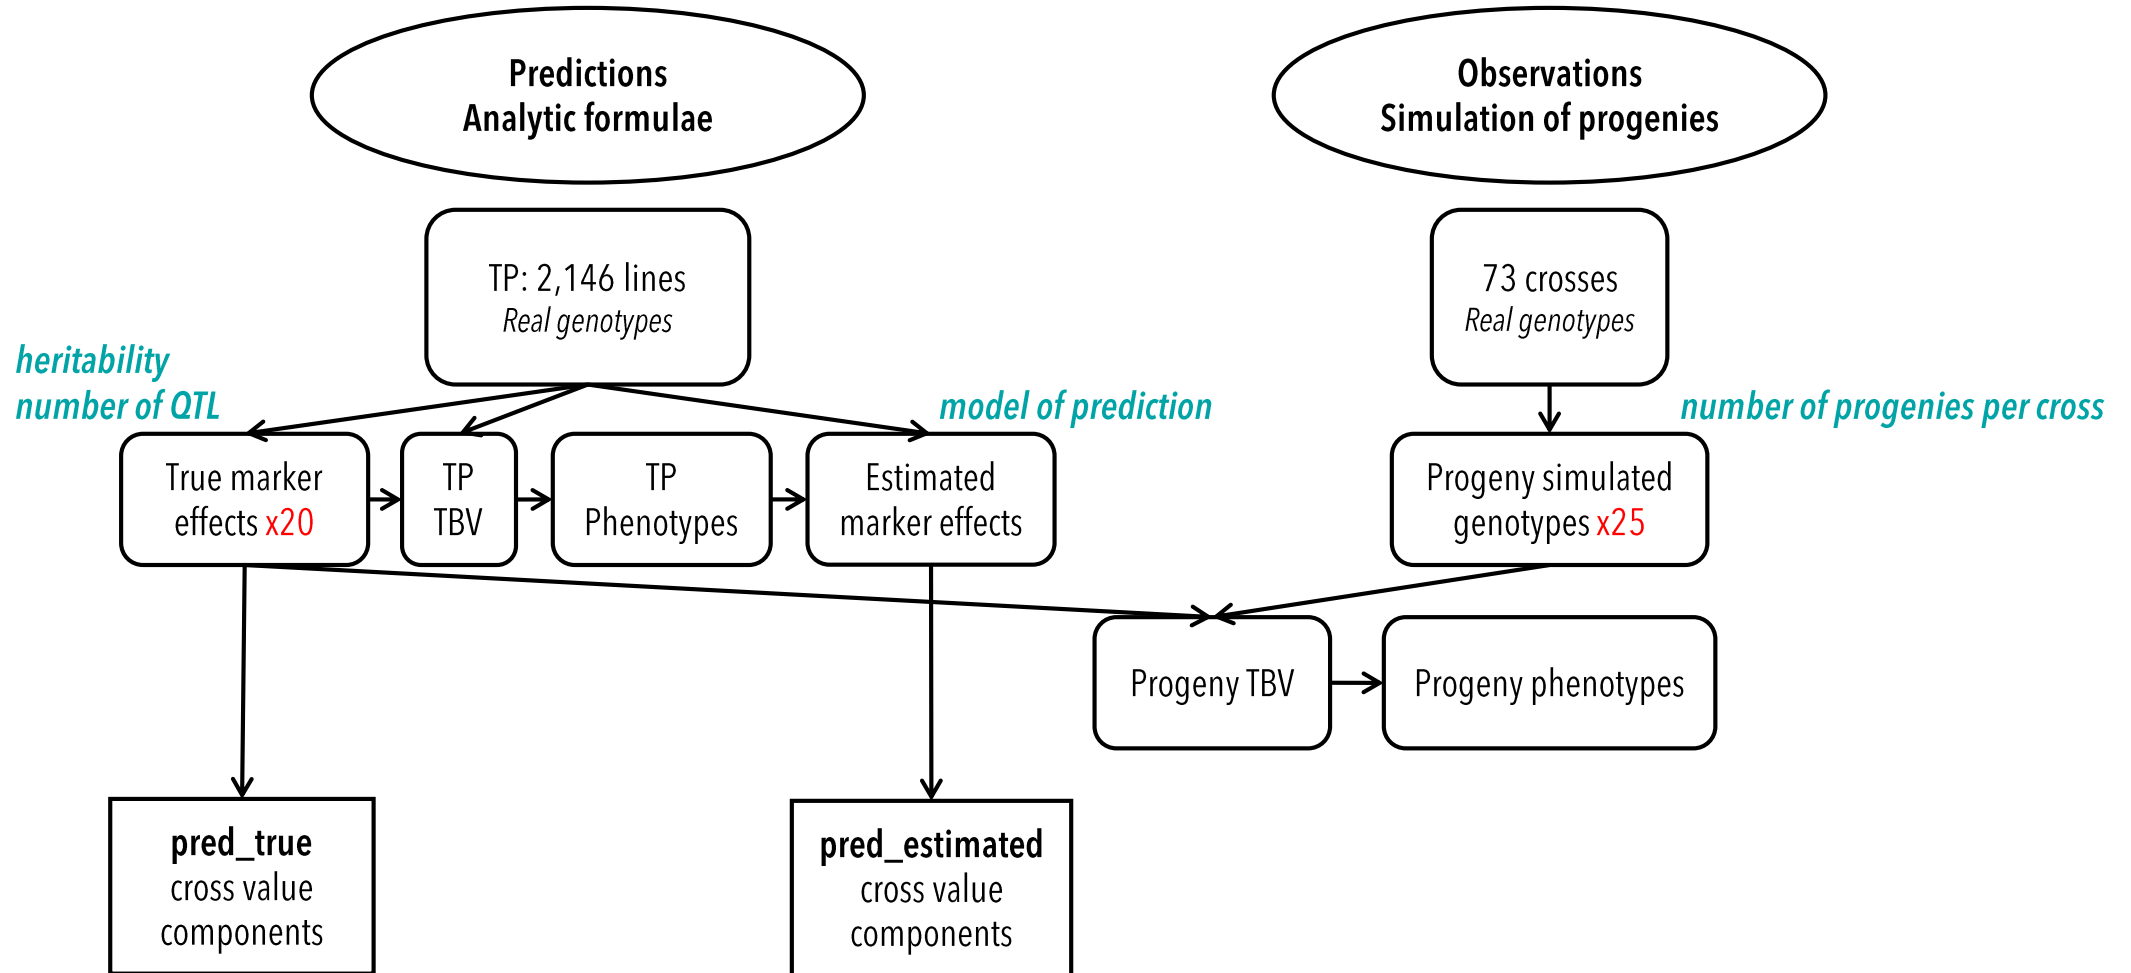 Predictions
Analytic formulae
Observations
Simulation of progenies
TP: 2,146 lines
Real genotypes
73 crosses
Real genotypes
heritability
number of QTL
model of prediction
number of progenies per cross
True marker
effects x20
TP
TBV
TP
Phenotypes
Estimated
marker effects
Progeny simulated
genotypes x25
Progeny TBV
Progeny phenotypes
pred_true
cross value
components
pred_estimated
cross value
components